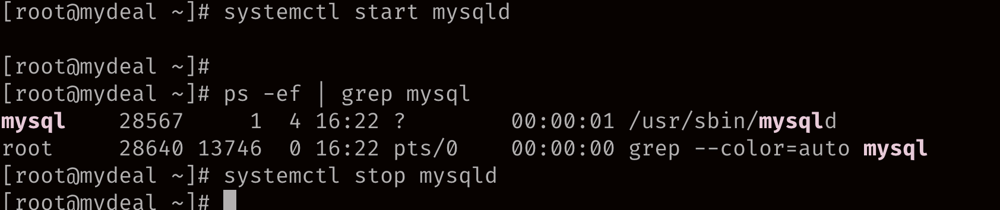 [root@mydeal ~]# systemctl start mysqld
[root@mydeal ~]#
[root@mydeal ~]# ps -ef | grep mysql
mysql    28567     1  4 16:22 ?        00:00:01 /usr/sbin/mysqld
root     28640 13746  0 16:22 pts/0    00:00:00 grep --color=auto mysql
[root@mydeal ~]# systemctl stop mysqld
[root@mydeal ~]#